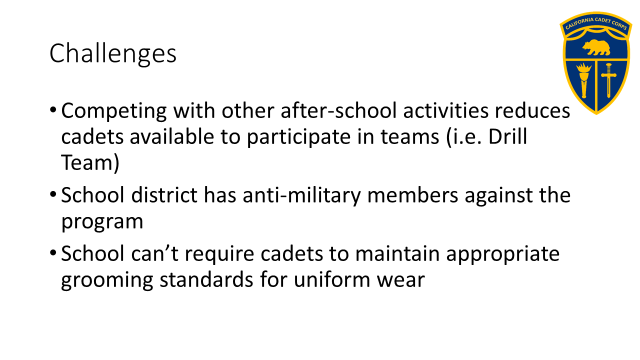 Challenges
CALIFORNIA CADET CORPS
• Competing with other after-school activities reduces
cadets available to participate in teams (i.e. Drill
Team)
• School district has anti-military members against the
program
• School can’t require cadets to maintain appropriate
grooming standards for uniform wear